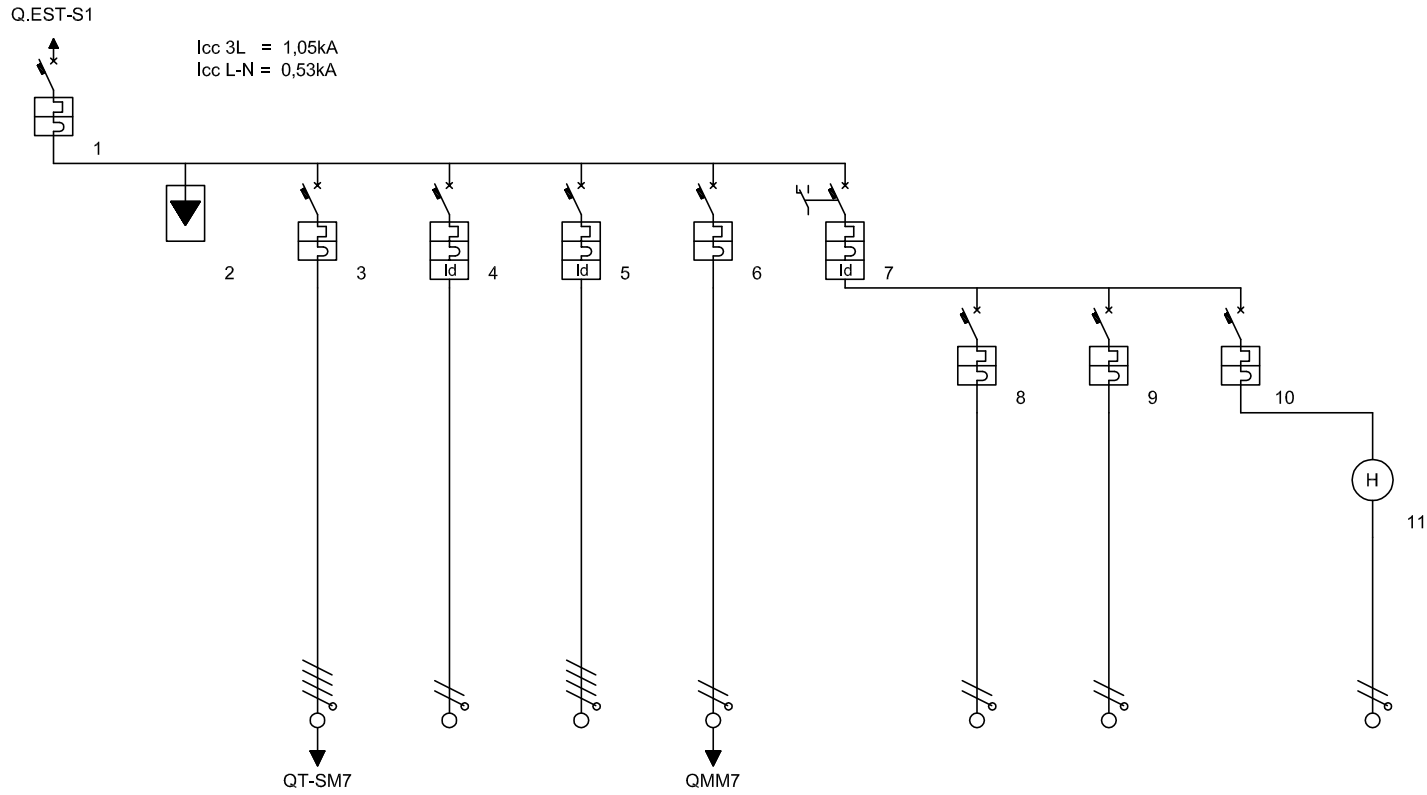 Q.EST-S1
Icc 3L = 1,05kA
Icc L-N = 0,53kA
1
2
3
Id
4
Id
5
6
Id
7
8
9
10
H
11
QT-SM7
QMM7